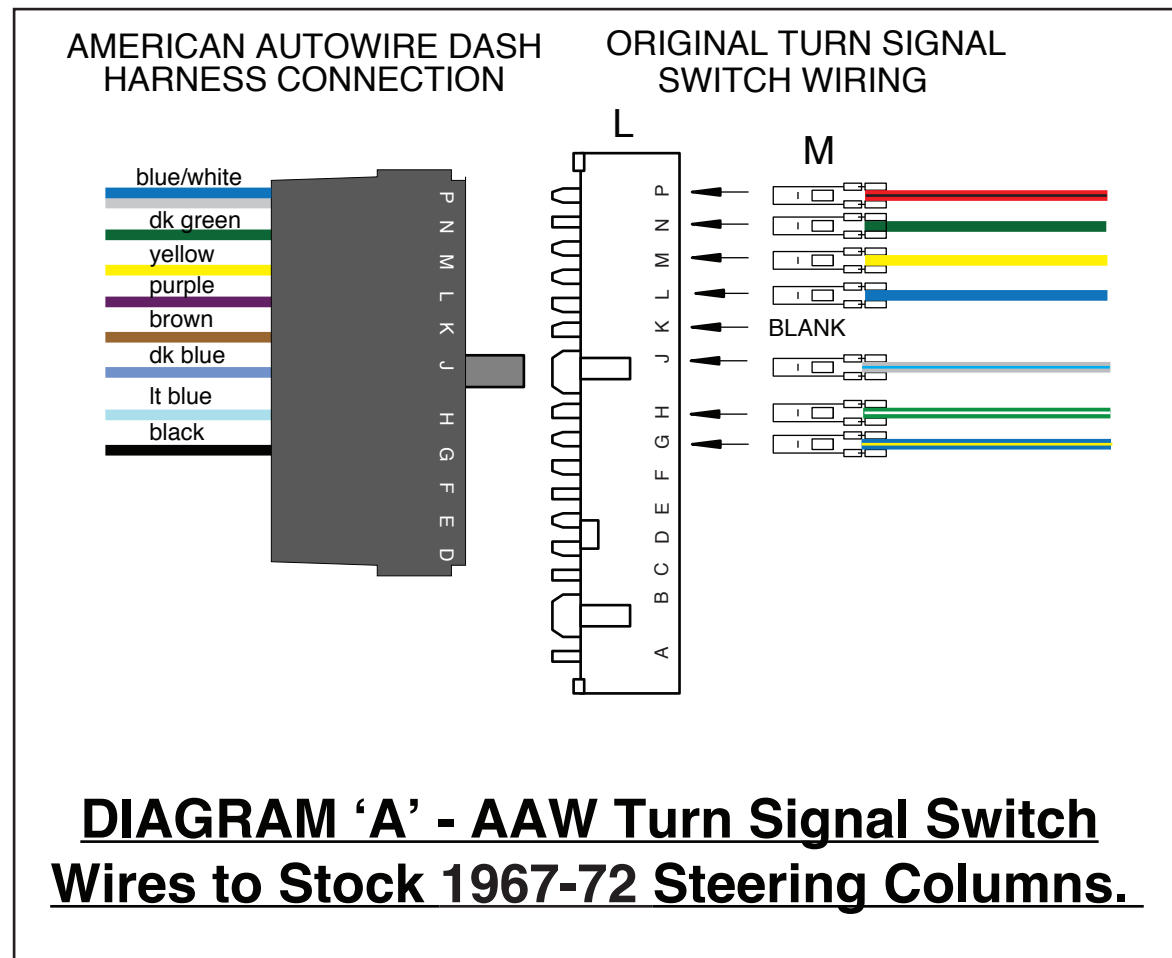 AMERICAN AUTOWIRE DASH
HARNESS CONNECTION
ORIGINAL TURN SIGNAL
SWITCH WIRING
L
M
blue/white
dk green
yellow
purple
brown
dk blue
lt blue
black
P
N
M
L
K
J
H
G
F
E
D
P
N
M
L
K
J
H
G
F
E
D
C
B
A
BLANK
DIAGRAM ‘A’ - AAW Turn Signal Switch
Wires to Stock 1967-72 Steering Columns.